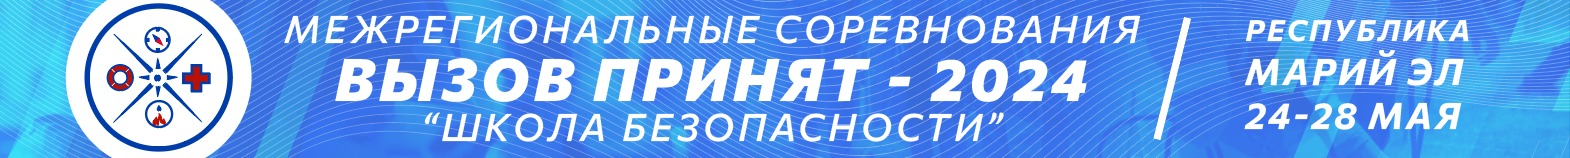 МЕЖРЕГИОНАЛЬНЫЕ СОРЕВНОВАНИЯ
ВЫЗОВ ПРИНЯТ - 2024
“ШКОЛА БЕЗОПАСНОСТИ”
РЕСПУБЛИКА
МАРИЙ ЭЛ
24-28 МАЯ